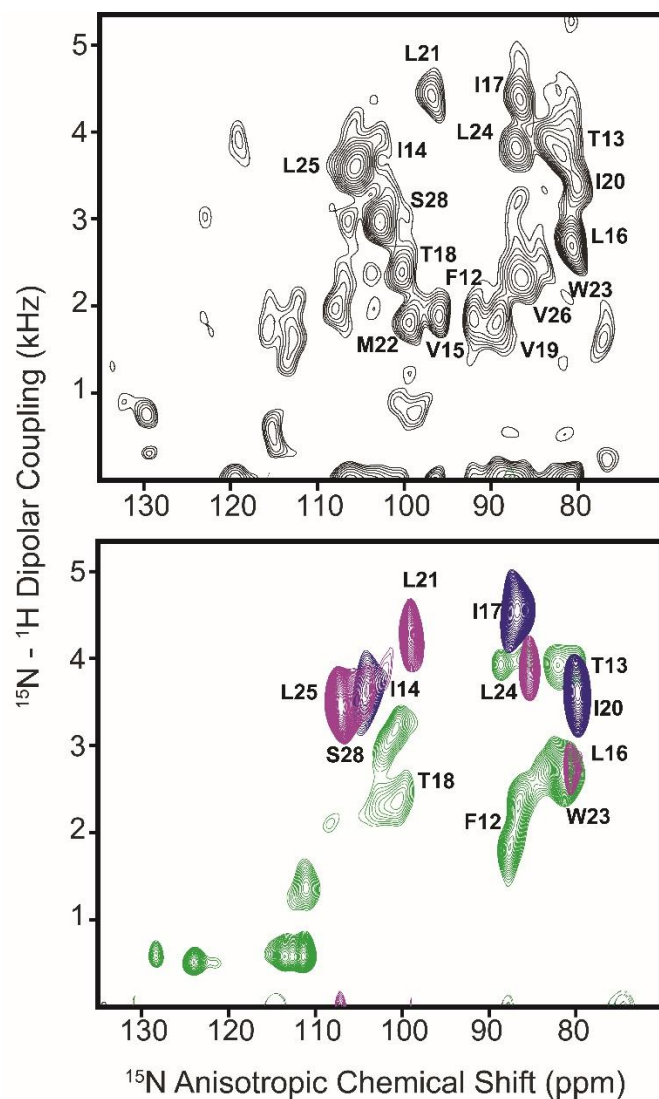 ¹⁵N - ¹H Dipolar Coupling (kHz)
5
4
3
2
1
L21
I17
L24
T13
L25
I14
I20
S28
L16
T18
F12
W23
V26
M22
V15
V19
130
120
110
100
90
80
5
4
3
2
1
L21
I17
T13
L25
I14
L24
I20
S28
L16
T18
F12
W23
130
120
110
100
90
80
¹⁵N Anisotropic Chemical Shift (ppm)